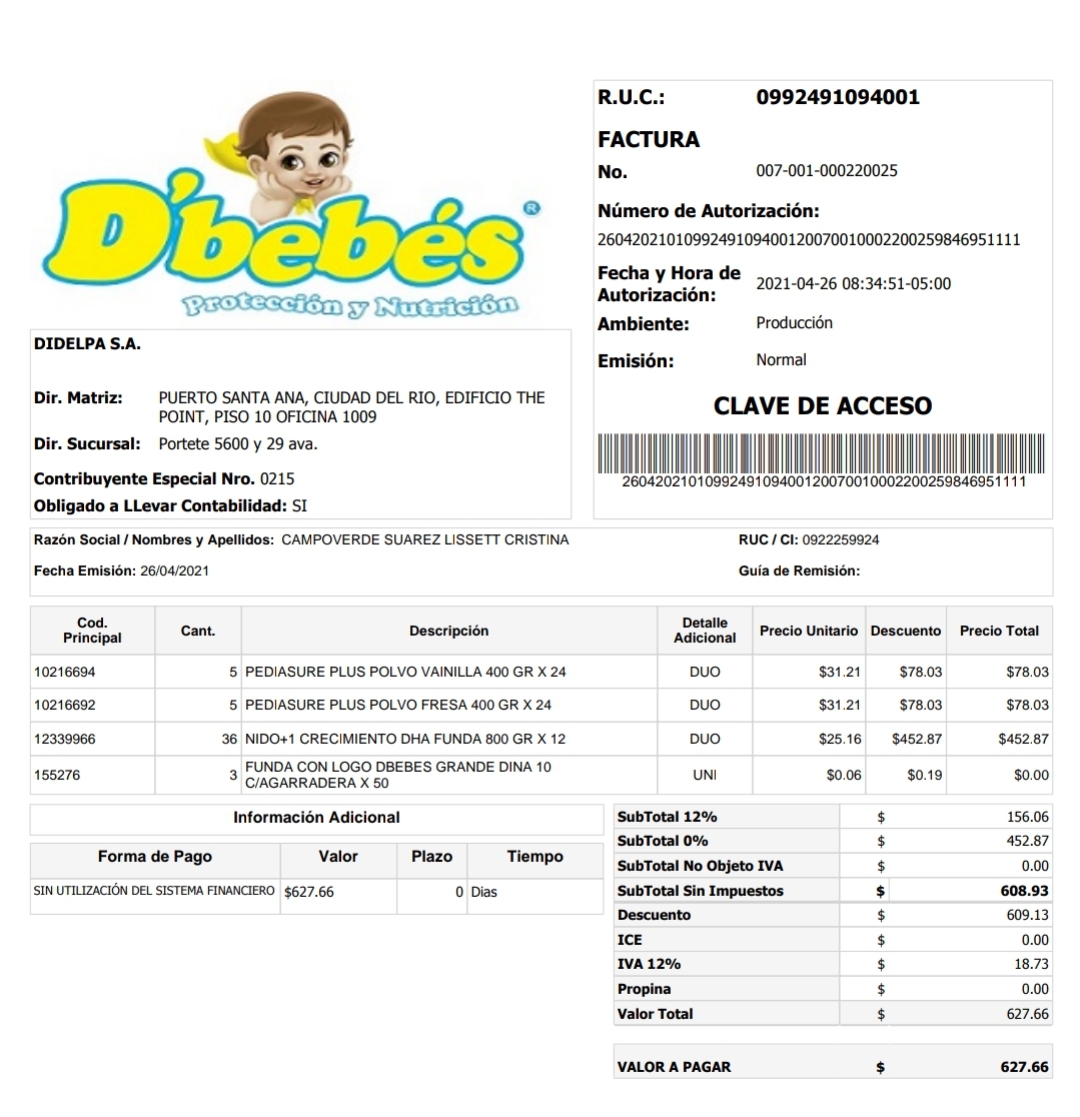 D'bebés ®
Protección y Nutrición
R.U.C.: 0992491094001
FACTURA
No. 007-001-000220025
Número de Autorización:
2604202101099249109400120070010002200259846951111
Fecha y Hora de
Autorización: 2021-04-26 08:34:51-05:00
Ambiente: Producción
Emisión: Normal
CLAVE DE ACCESO
2604202101099249109400120070010002200259846951111
DIDELPA S.A.
Dir. Matriz: PUERTO SANTA ANA, CIUDAD DEL RIO, EDIFICIO THE
POINT, PISO 10 OFICINA 1009
Dir. Sucursal: Portete 5600 y 29 ava.
Contribuyente Especial Nro. 0215
Obligado a LLevar Contabilidad: SI
Razón Social / Nombres y Apellidos: CAMPOVERDE SUAREZ LISSETT CRISTINA RUC / CI: 0922259924
Fecha Emisión: 26/04/2021 Guía de Remisión:
Cod. Principal Cant. Descripción Detalle Adicional Precio Unitario Descuento Precio Total
10216694 5 PEDIASURE PLUS POLVO VAINILLA 400 GR X 24 DUO $31.21 $78.03 $78.03
10216692 5 PEDIASURE PLUS POLVO FRESA 400 GR X 24 DUO $31.21 $78.03 $78.03
12339966 36 NIDO+1 CRECIMIENTO DHA FUNDA 800 GR X 12 DUO $25.16 $452.87 $452.87
155276 3 FUNDA CON LOGO DBEBES GRANDE DINA 10 C/AGARRADERA X 50 UNI $0.06 $0.19 $0.00
Información Adicional
Forma de Pago Valor Plazo Tiempo
SIN UTILIZACIÓN DEL SISTEMA FINANCIERO $627.66 0 Dias
SubTotal 12% $ 156.06
SubTotal 0% $ 452.87
SubTotal No Objeto IVA $ 0.00
SubTotal Sin Impuestos $ 608.93
Descuento $ 609.13
ICE $ 0.00
IVA 12% $ 18.73
Propina $ 0.00
Valor Total $ 627.66
VALOR A PAGAR $ 627.66